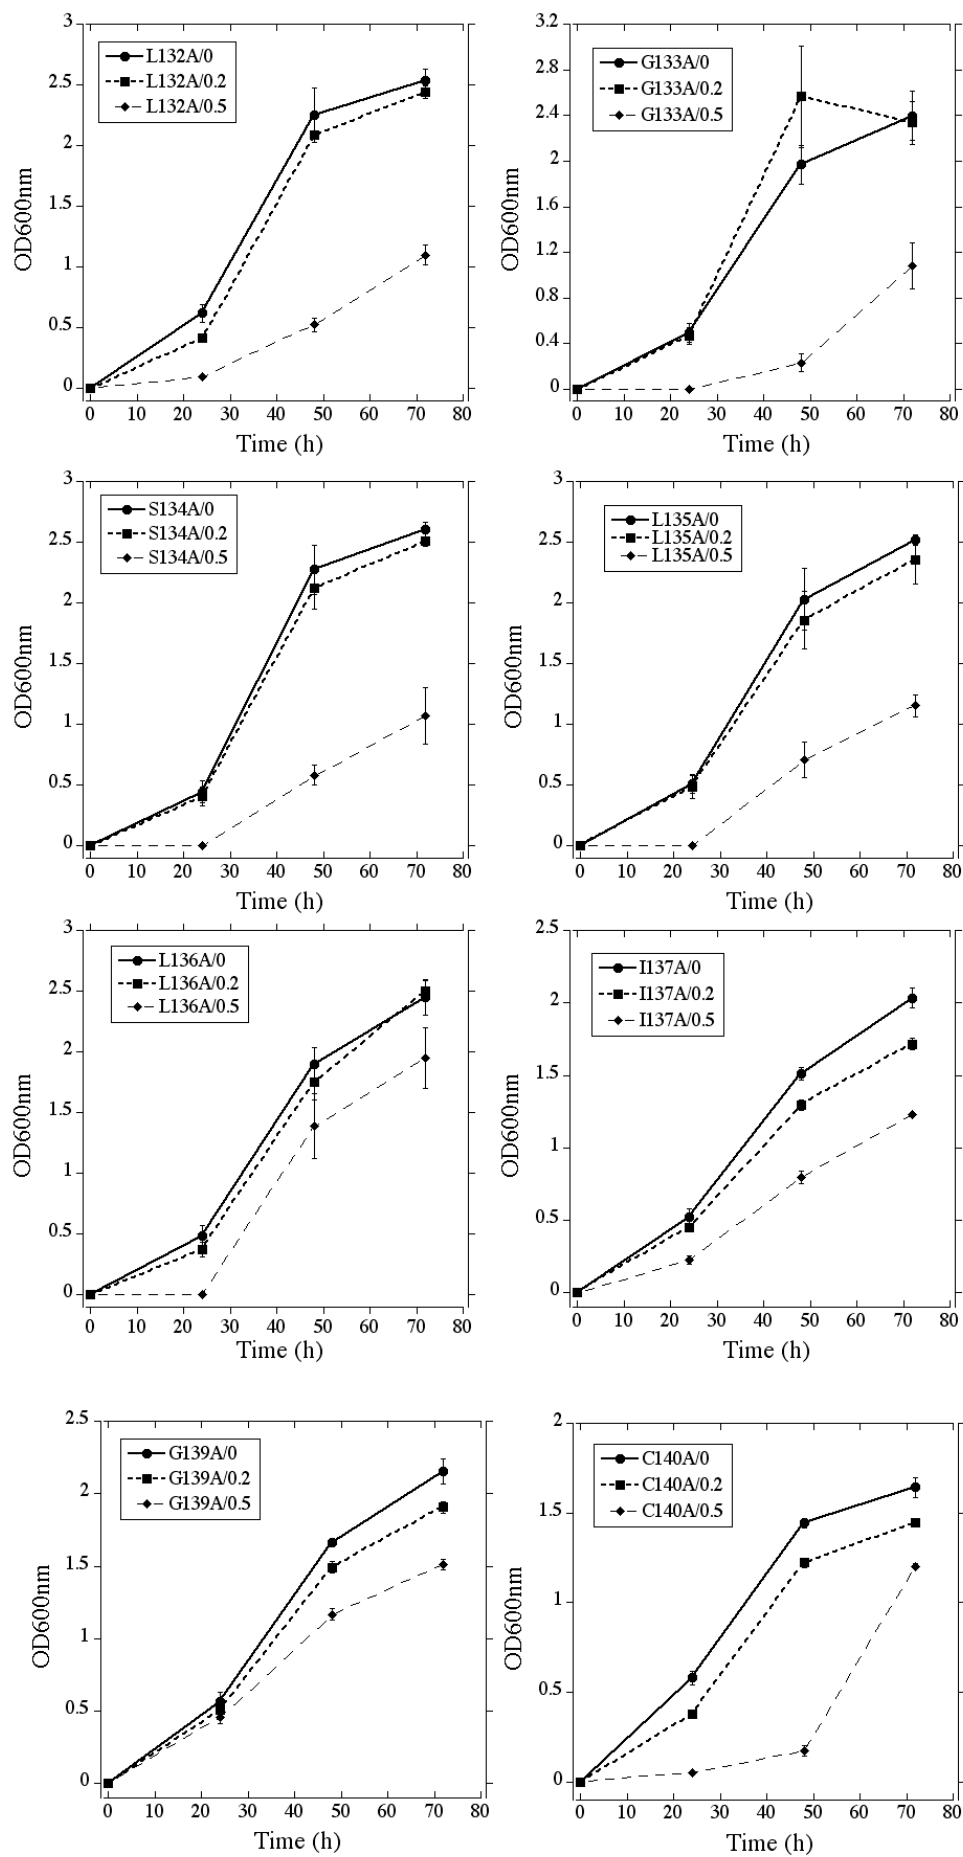 3
2.5
2
1.5
1
0.5
0
OD600nm
L132A/0
L132A/0.2
L132A/0.5
0 10 20 30 40 50 60 70 80
Time (h)
3.2
2.8
2.4
2
1.6
1.2
0.8
0.4
0
OD600nm
G133A/0
G133A/0.2
G133A/0.5
0 10 20 30 40 50 60 70 80
Time (h)
3
2.5
2
1.5
1
0.5
0
OD600nm
S134A/0
S134A/0.2
S134A/0.5
0 10 20 30 40 50 60 70 80
Time (h)
3
2.5
2
1.5
1
0.5
0
OD600nm
L135A/0
L135A/0.2
L135A/0.5
0 10 20 30 40 50 60 70 80
Time (h)
3
2.5
2
1.5
1
0.5
0
OD600nm
L136A/0
L136A/0.2
L136A/0.5
0 10 20 30 40 50 60 70 80
Time (h)
2.5
2
1.5
1
0.5
0
OD600nm
I137A/0
I137A/0.2
I137A/0.5
0 10 20 30 40 50 60 70 80
Time (h)
2.5
2
1.5
1
0.5
0
OD600nm
G139A/0
G139A/0.2
G139A/0.5
0 10 20 30 40 50 60 70 80
Time (h)
2
1.5
1
0.5
0
OD600nm
C140A/0
C140A/0.2
C140A/0.5
0 10 20 30 40 50 60 70 80
Time (h)